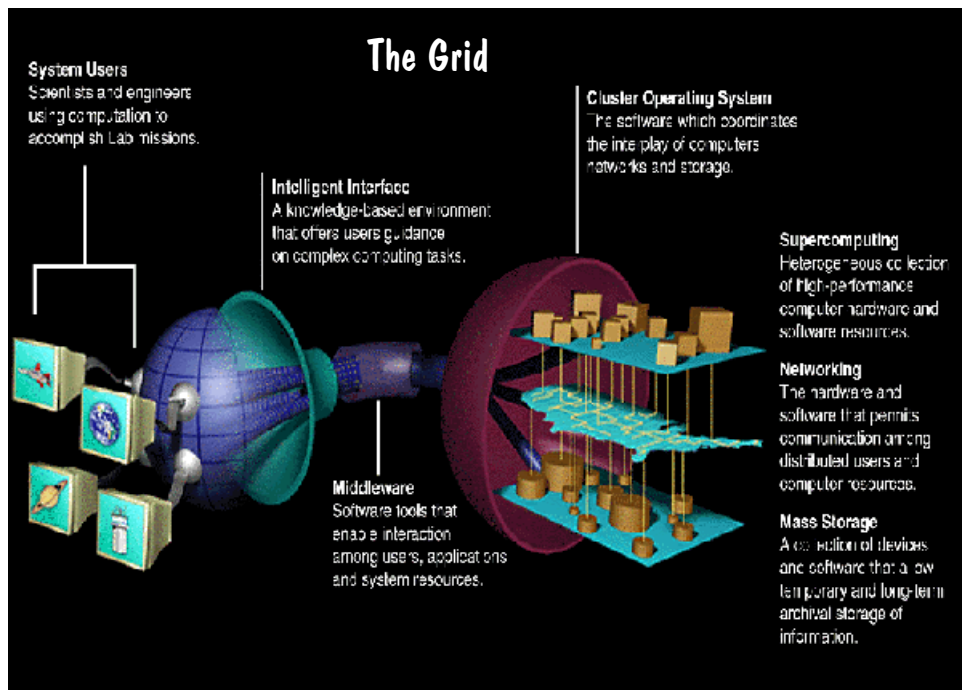 The Grid
System Users
Scientists and engineers
using computation to
accomplish Lab missions.
Intelligent Interface
A knowledge-based environment
that offers users guidance
on complex computing tasks.
Cluster Operating System
The software which coordinates
the interplay of computers
networks and storage.
Middleware
Software tools that
enable interaction
among users, applications
and system resources.
Supercomputing
Heterogeneous collection
of high-performance
computer hardware and
software resources.
Networking
The hardware and
software that permits
communication among
distributed users and
computer resources.
Mass Storage
A collection of devices
and software that allow
temporary and long-term
archival storage of
information.